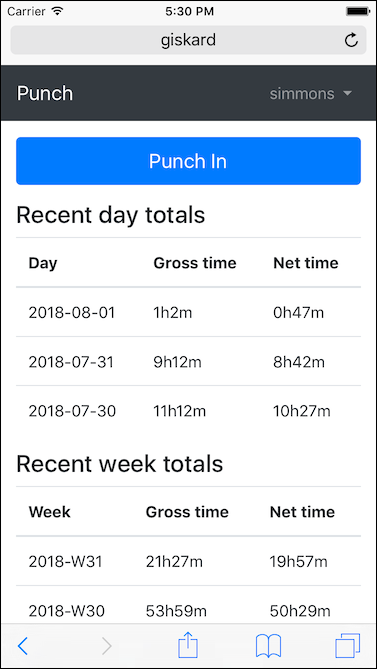 Carrier 5:30 PM
giskard
Punch simmons
Punch In
Recent day totals
Day Gross time Net time
2018-08-01 1h2m 0h47m
2018-07-31 9h12m 8h42m
2018-07-30 11h12m 10h27m
Recent week totals
Week Gross time Net time
2018-W31 21h27m 19h57m
2018-W30 53h59m 50h29m